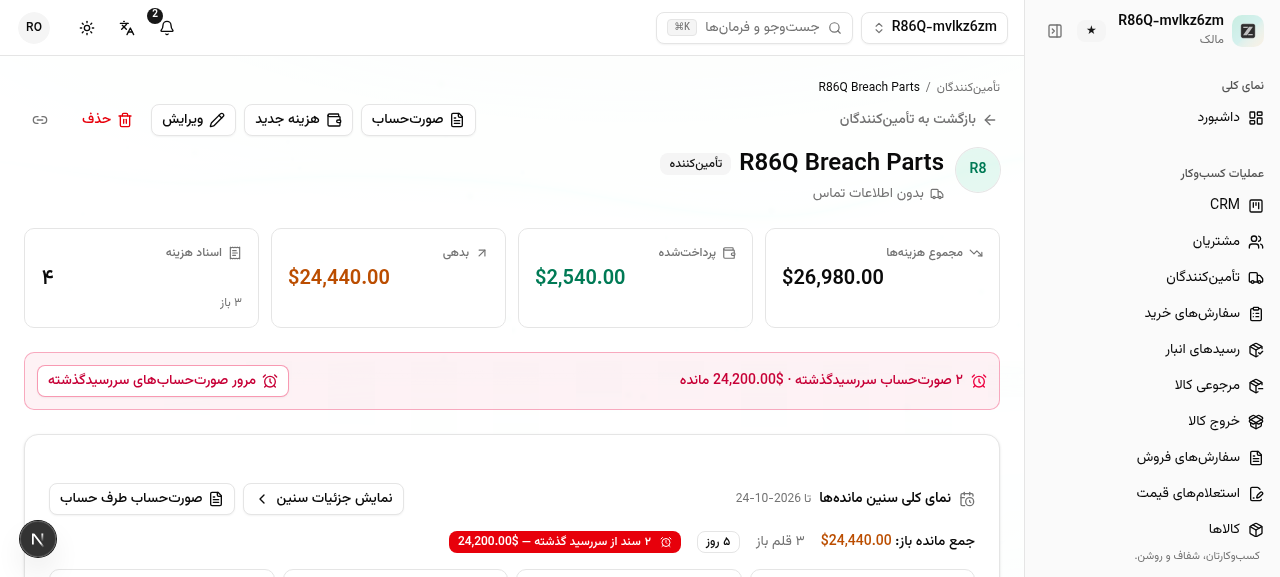 R86Q-mvlkz6zm
مالک
★
نمای کلی
داشبورد
عملیات کسب‌وکار
CRM
مشتریان
تأمین‌کنندگان
سفارش‌های خرید
رسیدهای انبار
مرجوعی کالا
خروج کالا
سفارش‌های فروش
استعلام‌های قیمت
کالاها
کسب‌وکارتان، شفاف و روشن.
R86Q-mvlkz6zm
جست‌وجو و فرمان‌ها
⌘K
2
RO
تأمین‌کنندگان / R86Q Breach Parts
بازگشت به تأمین‌کنندگان
صورت‌حساب
هزینه جدید
ویرایش
حذف
R8
R86Q Breach Parts تأمین‌کننده
بدون اطلاعات تماس
مجموع هزینه‌ها
$26,980.00
پرداخت‌شده
$2,540.00
بدهی
$24,440.00
اسناد هزینه
۴
۳ باز
۲ صورت‌حساب سررسیدگذشته · $24,200.00 مانده
مرور صورت‌حساب‌های سررسیدگذشته
نمای کلی سنین مانده‌ها تا 2026-10-24
نمایش جزئیات سنین
صورت‌حساب طرف حساب
جمع مانده باز: $24,440.00 ۳ قلم باز ۵ روز ۲ سند از سررسید گذشته — $24,200.00
N